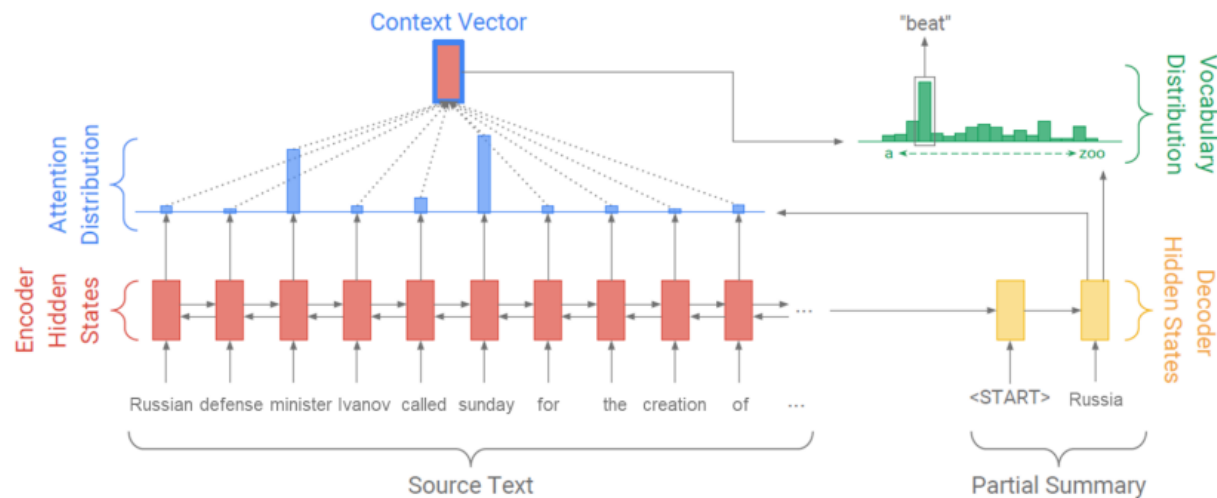 Context Vector
"beat"
Vocabulary
Distribution
a
zoo
Attention
Distribution
Encoder
Hidden
States
Decoder
Hidden States
...
Russian defense minister Ivanov called sunday for the creation of ...
<START> Russia
Source Text
Partial Summary